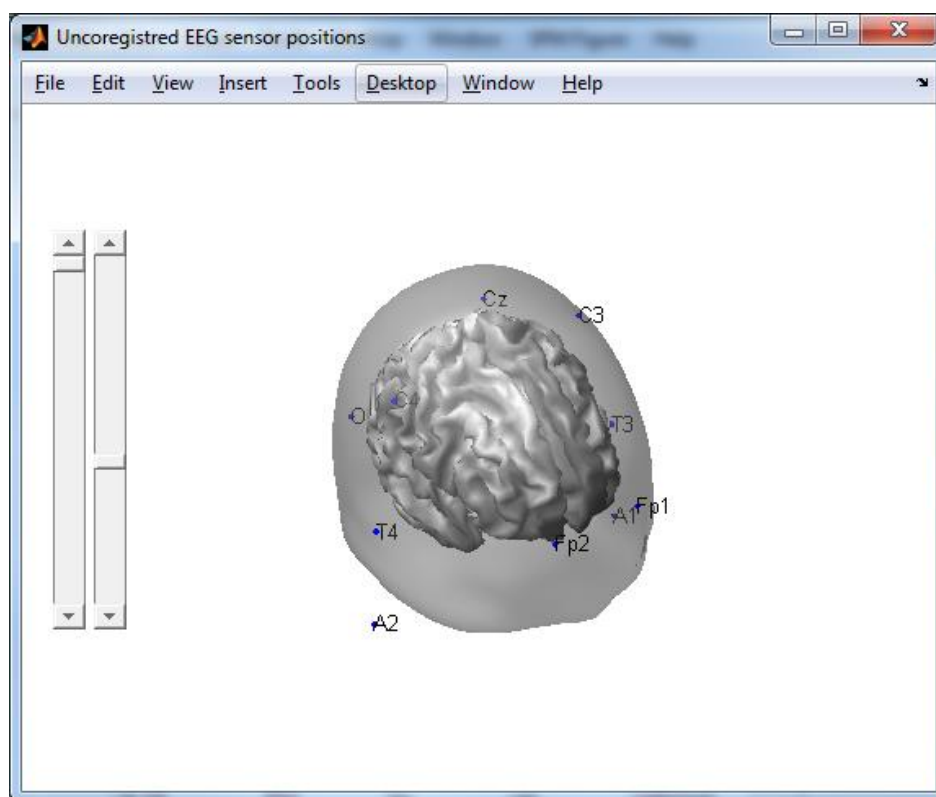 Uncoregistred EEG sensor positions
File Edit View Insert Tools Desktop Window Help
Cz
C3
O
T3
Fp1
A1
T4
Fp2
A2